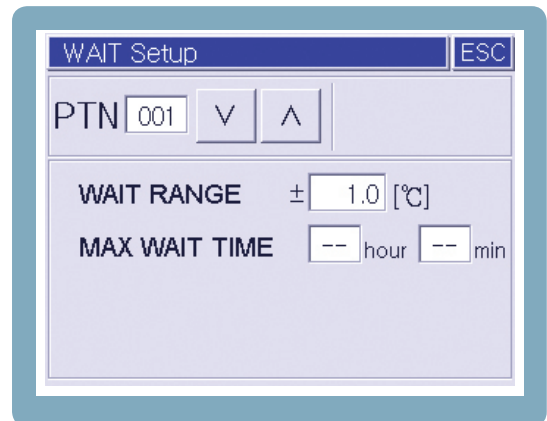 WAIT Setup ESC
PTN 001 ∨ ∧
WAIT RANGE ± 1.0 [℃]
MAX WAIT TIME -- hour -- min